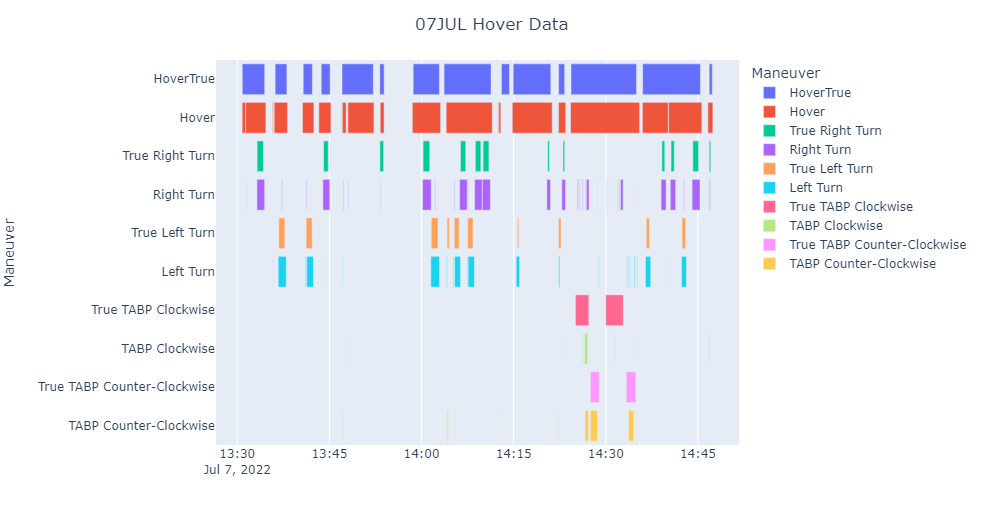 07JUL Hover Data
Maneuver
HoverTrue
Hover
True Right Turn
Right Turn
True Left Turn
Left Turn
True TABP Clockwise
TABP Clockwise
True TABP Counter-Clockwise
TABP Counter-Clockwise
13:30 13:45 14:00 14:15 14:30 14:45
Jul 7, 2022
Maneuver
HoverTrue
Hover
True Right Turn
Right Turn
True Left Turn
Left Turn
True TABP Clockwise
TABP Clockwise
True TABP Counter-Clockwise
TABP Counter-Clockwise